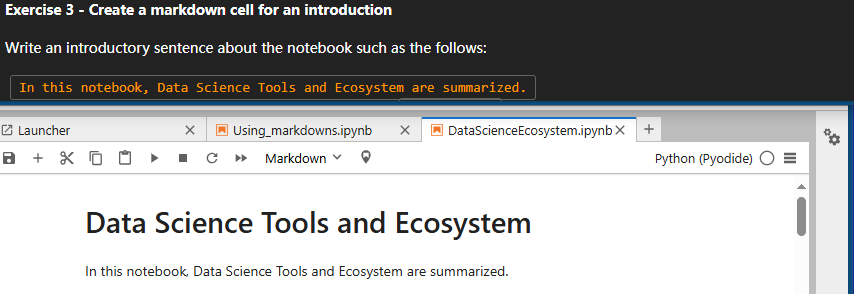 Exercise 3 - Create a markdown cell for an introduction
Write an introductory sentence about the notebook such as the follows:
In this notebook, Data Science Tools and Ecosystem are summarized.
Launcher
Using_markdowns.ipynb
DataScienceEcosystem.ipynb
Markdown
Python (Pyodide)
Data Science Tools and Ecosystem
In this notebook, Data Science Tools and Ecosystem are summarized.